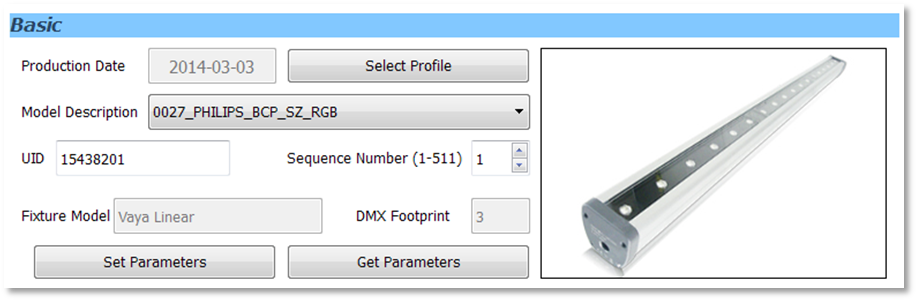 Basic
Production Date 2014-03-03 Select Profile
Model Description 0027_PHILIPS_BCP_SZ_RGB
UID 15438201 Sequence Number (1-511) 1
Fixture Model Vaya Linear DMX Footprint 3
Set Parameters Get Parameters